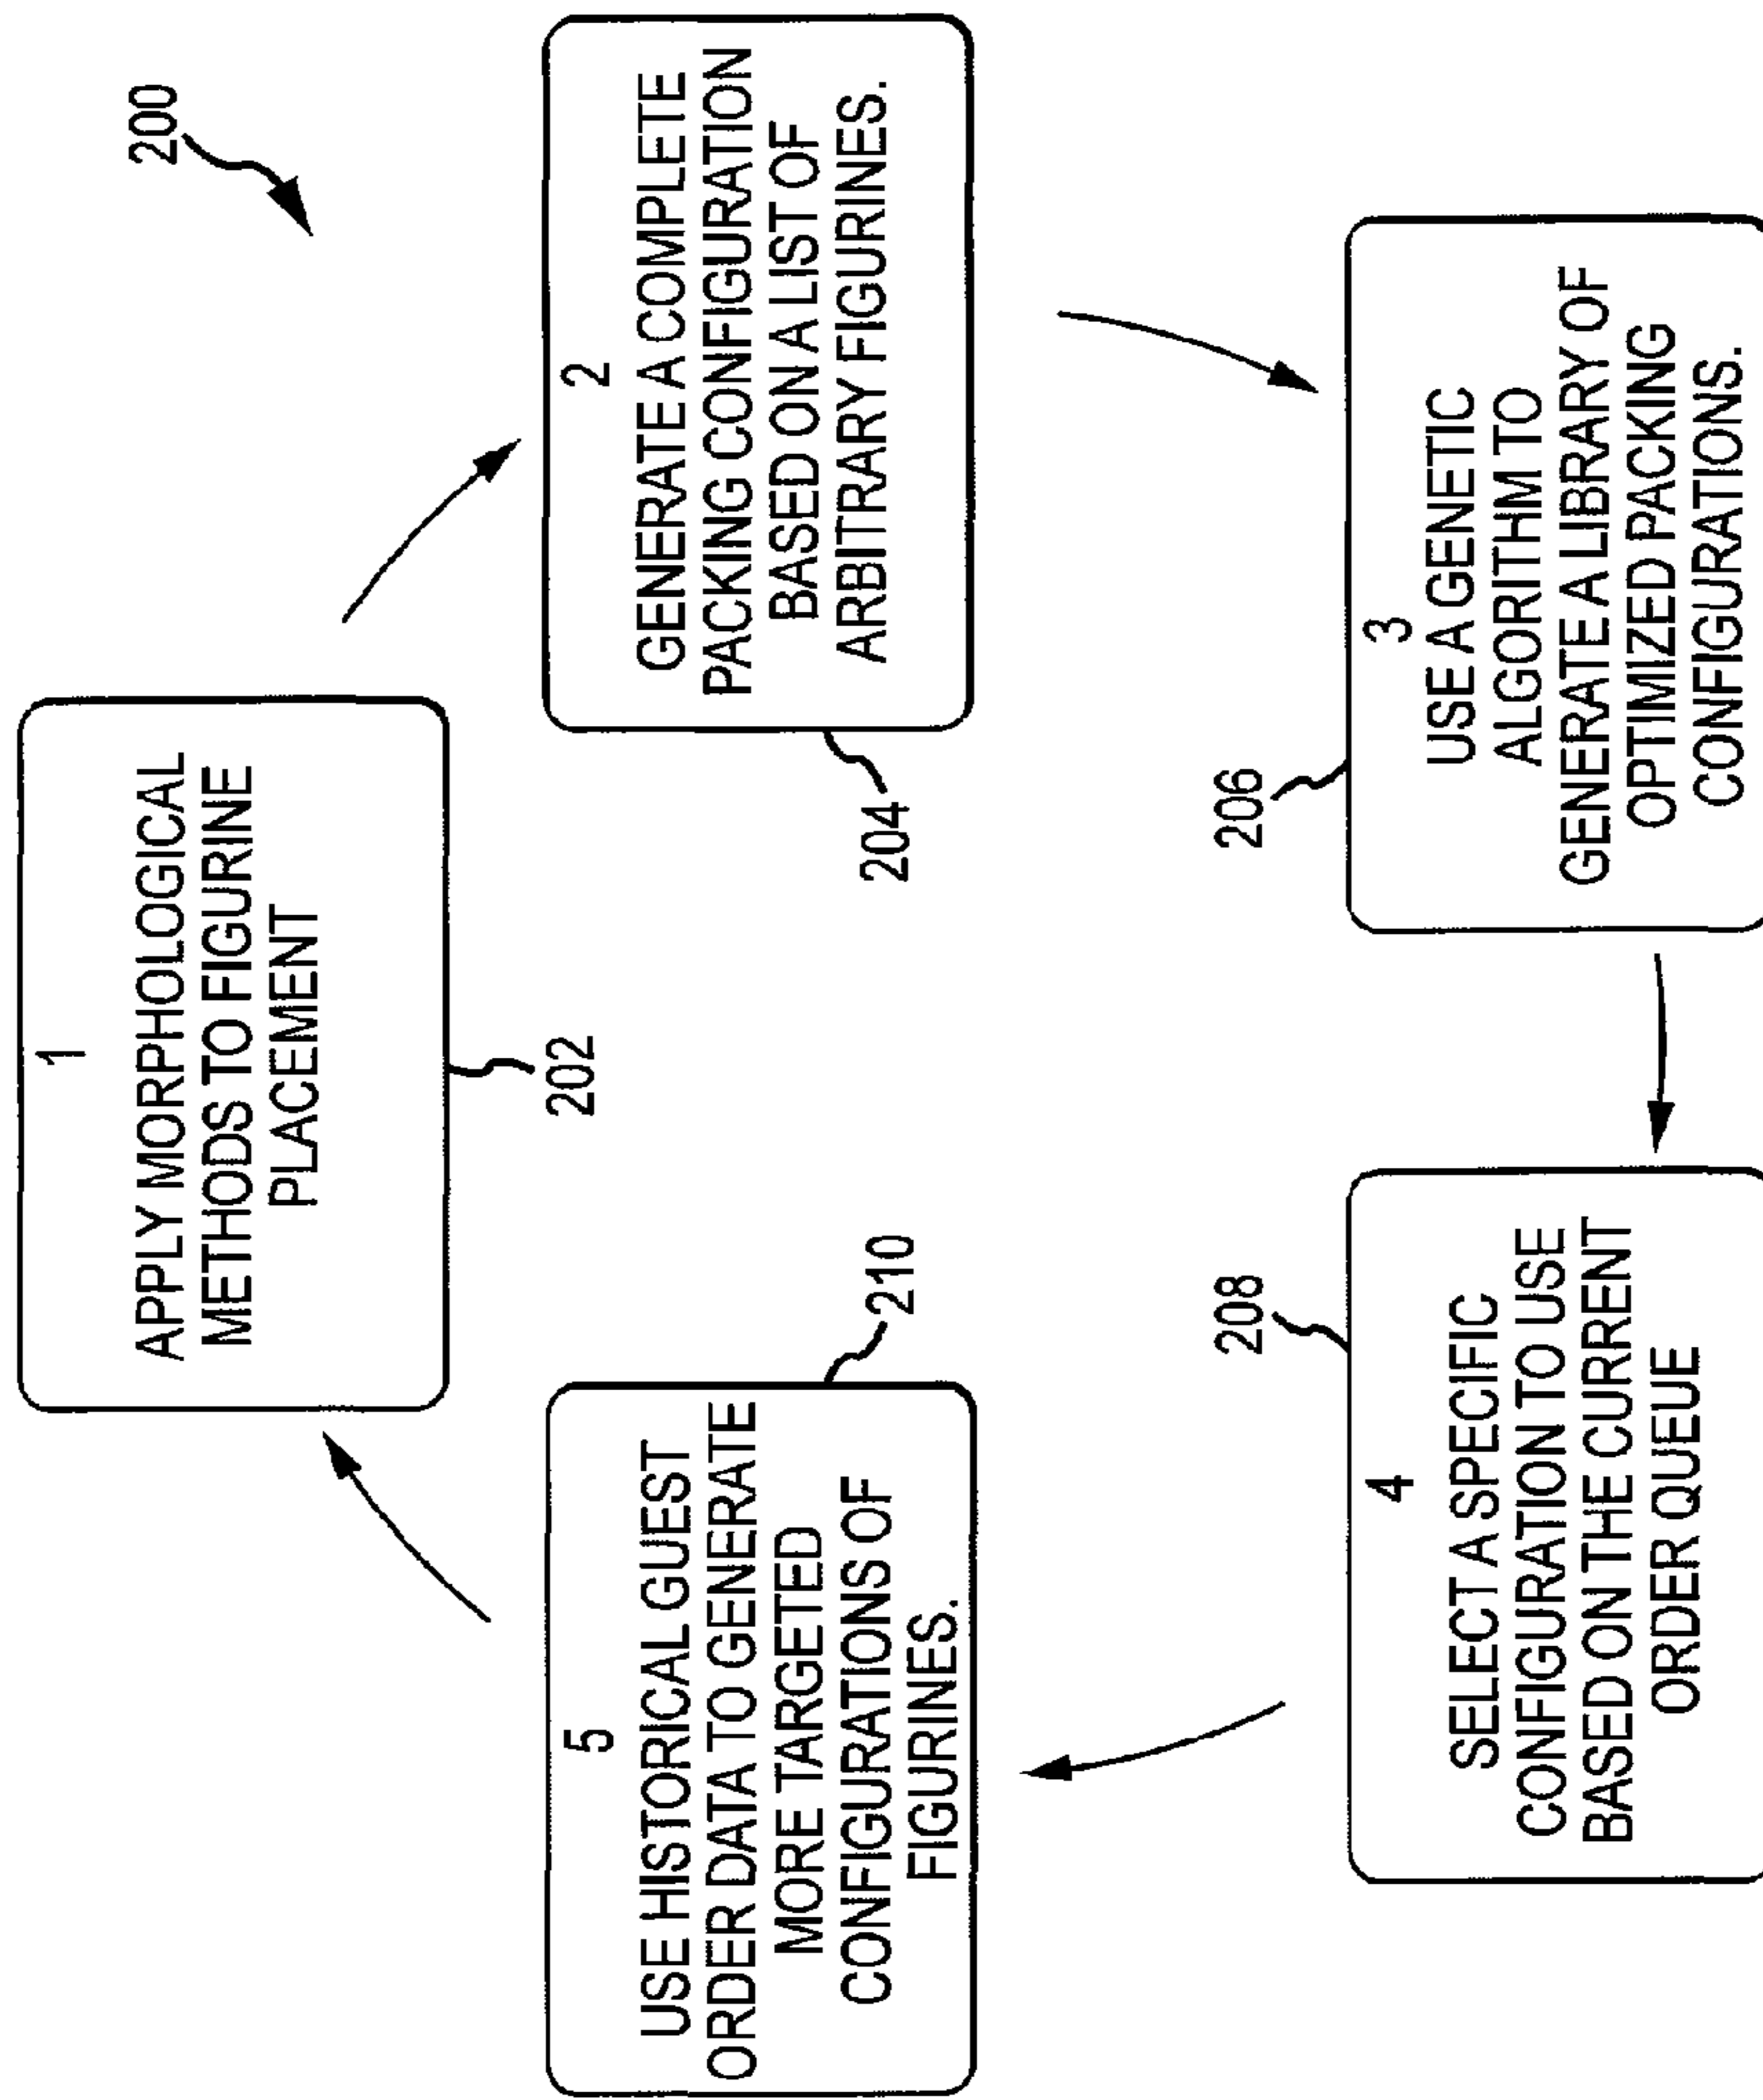 200
1
APPLY MORPHOLOGICAL
METHODS TO FIGURINE
PLACEMENT
202
2
GENERATE A COMPLETE
PACKING CONFIGURATION
BASED ON A LIST OF
ARBITRARY FIGURINES.
204
206
3
USE A GENETIC
ALGORITHM TO
GENERATE A LIBRARY OF
OPTIMIZED PACKING
CONFIGURATIONS.
208
4
SELECT A SPECIFIC
CONFIGURATION TO USE
BASED ON THE CURRENT
ORDER QUEUE
210
5
USE HISTORICAL GUEST
ORDER DATA TO GENERATE
MORE TARGETED
CONFIGURATIONS OF
FIGURINES.